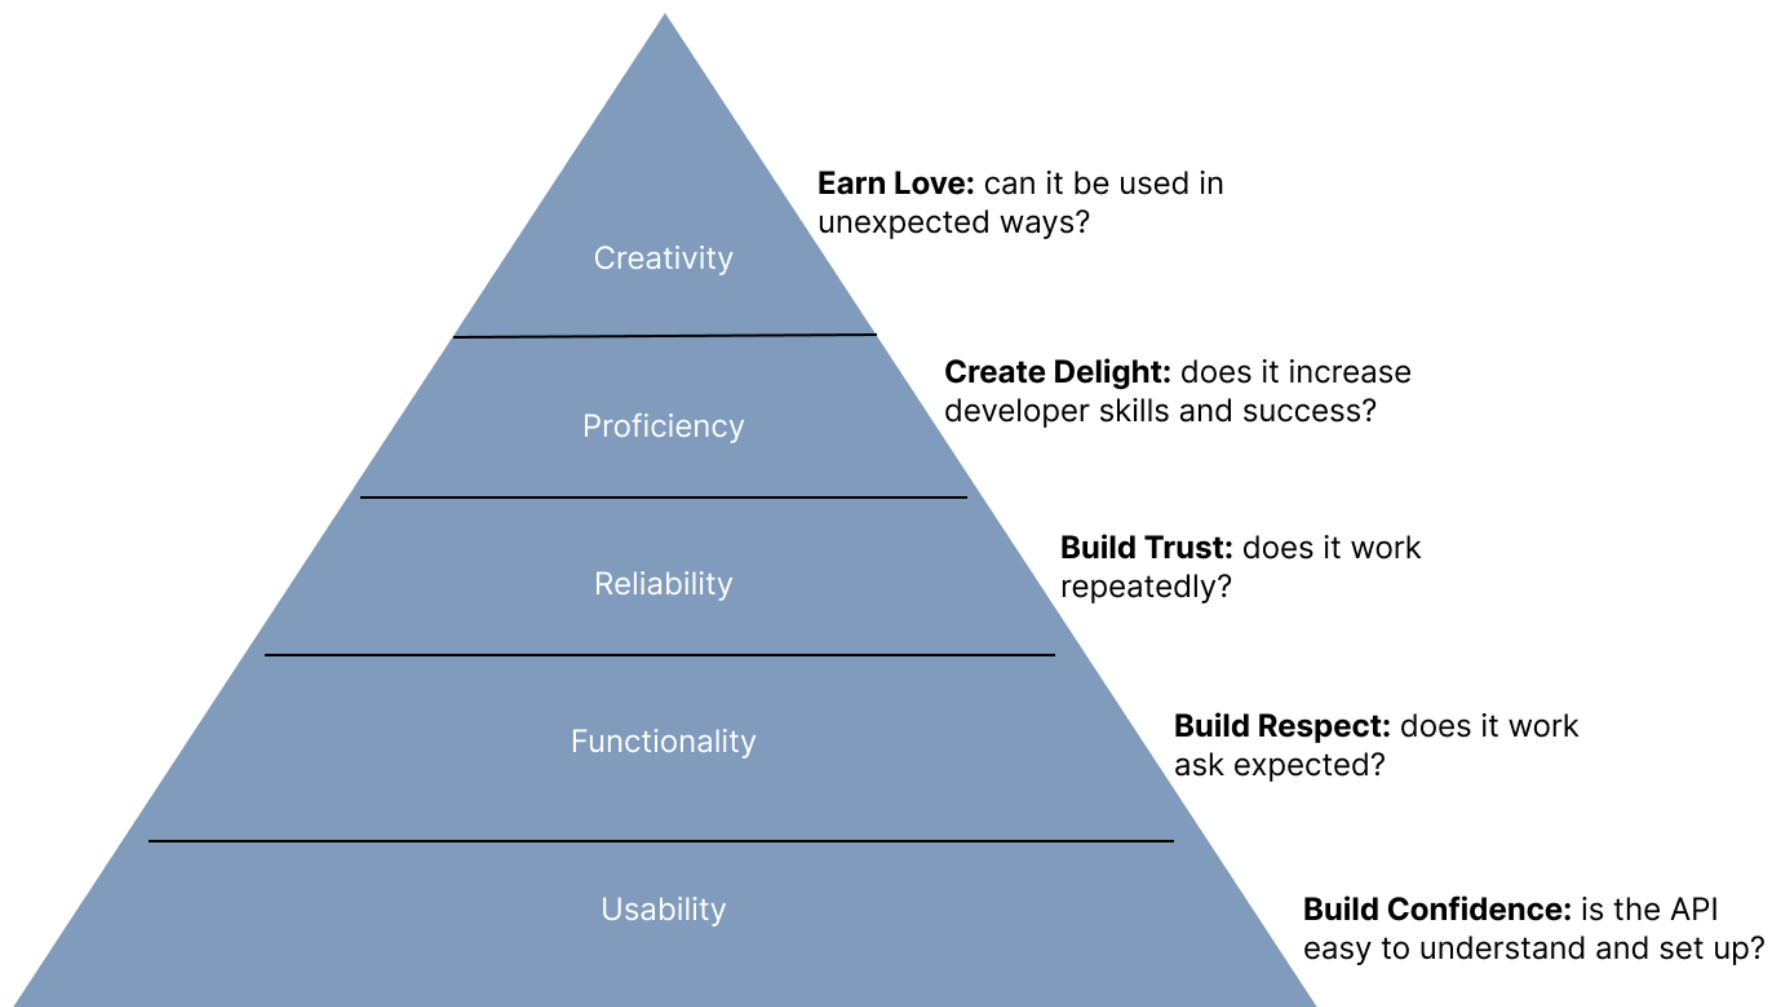 Earn Love: can it be used in
unexpected ways?
Creativity
Create Delight: does it increase
developer skills and success?
Proficiency
Build Trust: does it work
repeatedly?
Reliability
Build Respect: does it work
ask expected?
Functionality
Build Confidence: is the API
easy to understand and set up?
Usability